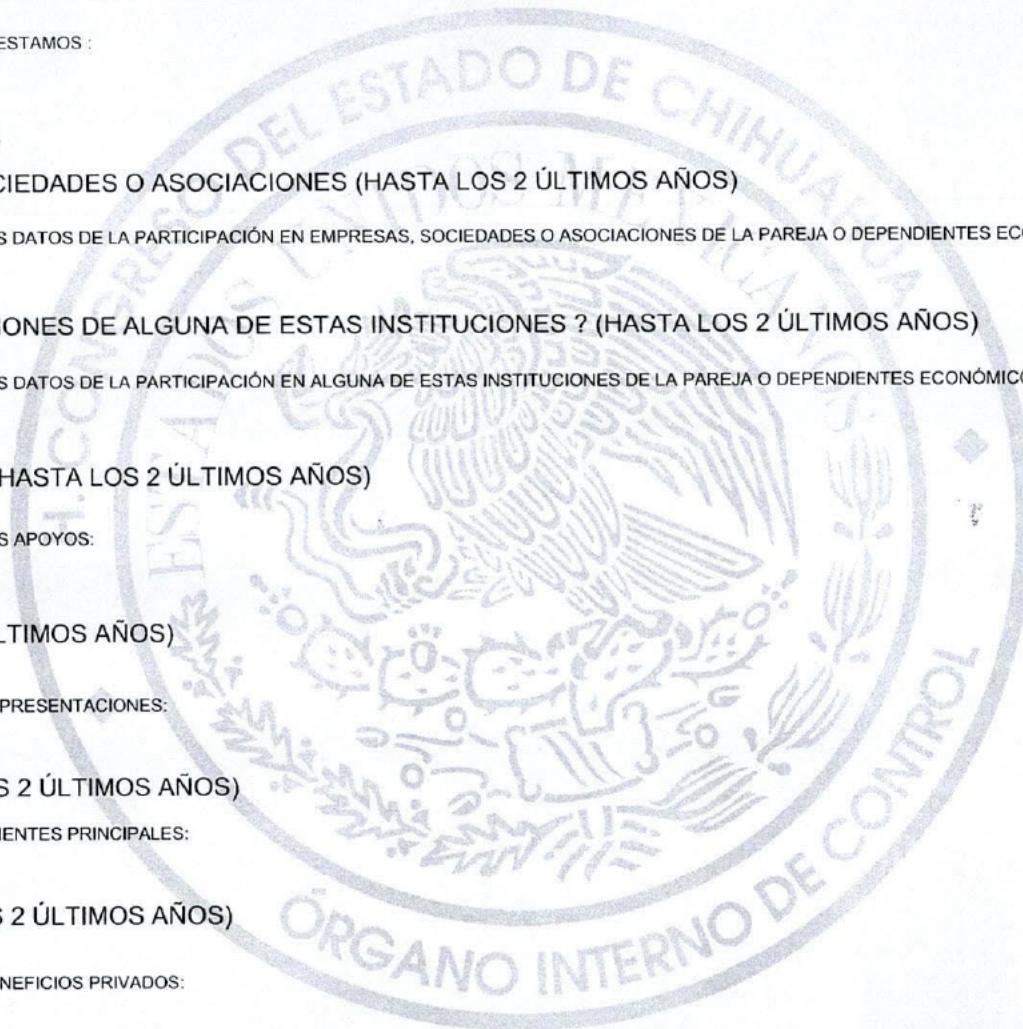 ESTAMOS :
CIEDADES O ASOCIACIONES (HASTA LOS 2 ÚLTIMOS AÑOS)
S DATOS DE LA PARTICIPACIÓN EN EMPRESAS, SOCIEDADES O ASOCIACIONES DE LA PAREJA O DEPENDIENTES ECO
IONES DE ALGUNA DE ESTAS INSTITUCIONES ? (HASTA LOS 2 ÚLTIMOS AÑOS)
S DATOS DE LA PARTICIPACIÓN EN ALGUNA DE ESTAS INSTITUCIONES DE LA PAREJA O DEPENDIENTES ECONÓMICO
(HASTA LOS 2 ÚLTIMOS AÑOS)
S APOYOS:
LTIMOS AÑOS)
PRESENTACIONES:
S 2 ÚLTIMOS AÑOS)
IENTES PRINCIPALES:
S 2 ÚLTIMOS AÑOS)
NEFICIOS PRIVADOS:
H. CONGRESO DEL ESTADO DE CHIHUAHUA
ESTADOS UNIDOS MEXICANOS
ÓRGANO INTERNO DE CONTROL